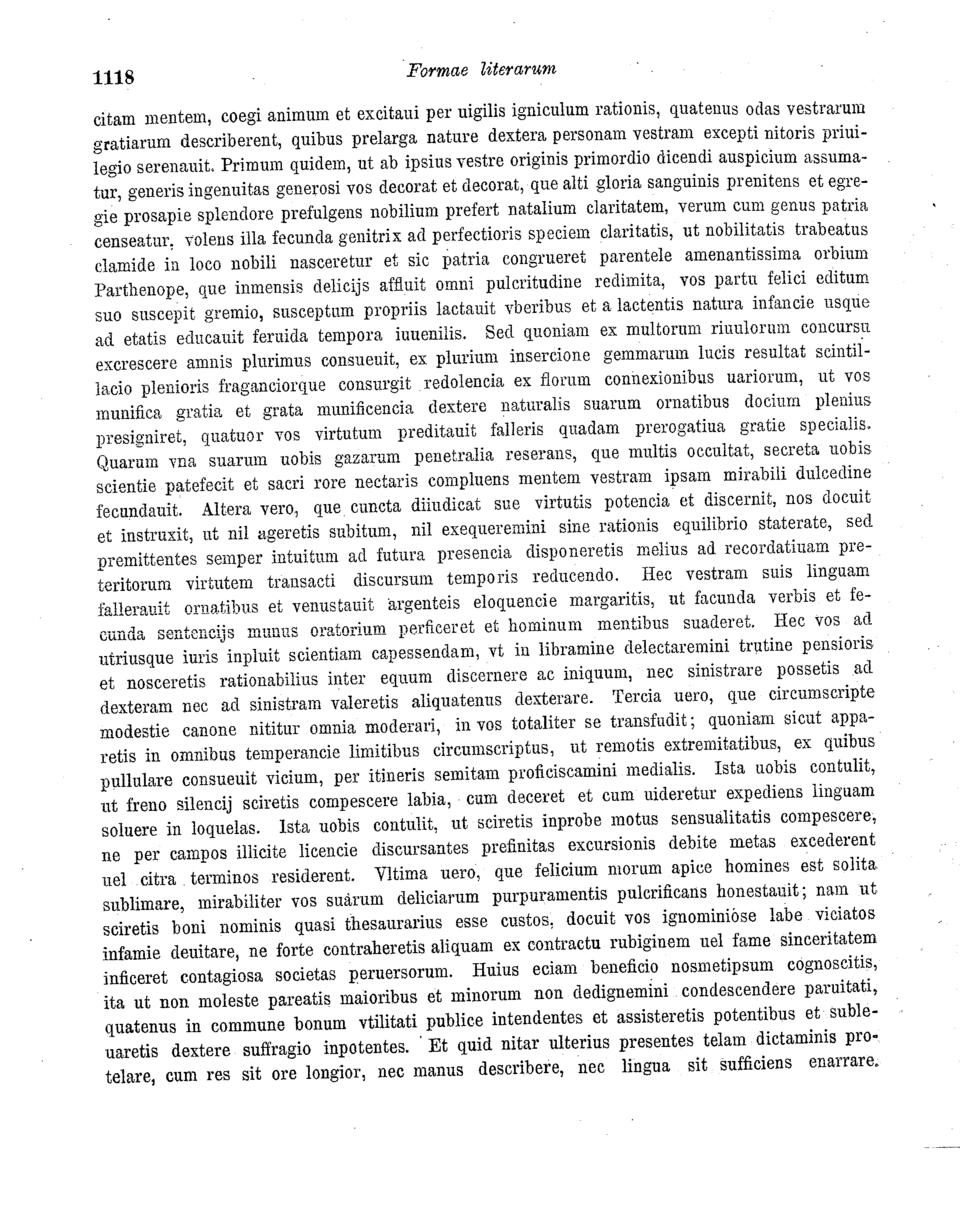 1118
Formae literarum
citam mentem, coegi animum et excitaui per uigilis igniculum rationis, quatenus odas vestrarum
gratiarum describerent, quibus prelarga nature dextera personam vestram excepti nitoris priui-
legio serenauit. Primum quidem, ut ab ipsius vestre originis primordio dicendi auspicium assuma-
tur, generis ingenuitas generosi vos decorat et decorat, que alti gloria sanguinis prenitens et egre-
gie prosapie splendore prefulgens nobilium prefert natalium claritatem, verum cum genus patria
censeatur, volens illa fecunda genitrix ad perfectioris speciem claritatis, ut nobilitatis trabeatus
clamide in loco nobili nasceretur et sic patria congrueret parentele amenantissima orbium
Parthenope, que inmensis delicijs affluit omni pulcritudine redimita, vos partu felici editum
suo suscepit gremio, susceptum propriis lactauit vberibus et a lactentis natura infancie usque
ad etatis educauit feruida tempora iuuenilis. Sed quoniam ex multorum riuulorum concursu
excrescere amnis plurimus consueuit, ex plurium insercione gemmarum lucis resultat scintil-
lacio plenioris fraganciorque consurgit redolencia ex florum connexionibus uariorum, ut vos
munifica gratia et grata munificencia dextere naturalis suarum ornatibus docium plenius
presigniret, quatuor vos virtutum preditauit falleris quadam prerogatiua gratie specialis.
Quarum vna suarum uobis gazarum penetralia reserans, que multis occultat, secreta uobis
scientie patefecit et sacri rore nectaris compluens mentem vestram ipsam mirabili dulcedine
fecundauit. Altera vero, que cuncta diiudicat sue virtutis potencia et discernit, nos docuit
et instruxit, ut nil ageretis subitum, nil exequeremini sine rationis equilibrio staterate, sed
premittentes semper intuitum ad futura presencia disponeretis melius ad recordatiuam pre-
teritorum virtutem transacti discursum temporis reducendo. Hec vestram suis linguam
fallerauit ornatibus et venustauit argenteis eloquencie margaritis, ut facunda verbis et fe-
cunda sentencijs munus oratorium perficeret et hominum mentibus suaderet. Hec vos ad
utriusque iuris inpluit scientiam capessendam, vt in libramine delectaremini trutine pensioris
et nosceretis rationabilius inter equum discernere ac iniquum, nec sinistrare possetis ad
dexteram nec ad sinistram valeretis aliquatenus dexterare. Tercia uero, que circumscripte
modestie canone nititur omnia moderari, in vos totaliter se transfudit; quoniam sicut appa-
retis in omnibus temperancie limitibus circumscriptus, ut remotis extremitatibus, ex quibus
pullulare consueuit vicium, per itineris semitam proficiscamini medialis. Ista uobis contulit,
ut freno silencij sciretis compescere labia, cum deceret et cum uideretur expediens linguam
soluere in loquelas. Ista uobis contulit, ut sciretis inprobe motus sensualitatis compescere,
ne per campos illicite licencie discursantes prefinitas excursionis debite metas excederent
uel citra terminos residerent. Vltima uero, que felicium morum apice homines est solita
sublimare, mirabiliter vos suarum deliciarum purpuramentis pulcrificans honestauit; nam ut
sciretis boni nominis quasi thesaurarius esse custos, docuit vos ignominiose labe viciatos
infamie deuitare, ne forte contraheretis aliquam ex contractu rubiginem uel fame sinceritatem
inficeret contagiosa societas peruersorum. Huius eciam beneficio nosmetipsum cognoscitis,
ita ut non moleste pareatis maioribus et minorum non dedignemini condescendere paruitati,
quatenus in commune bonum vtilitati publice intendentes et assisteretis potentibus et suble-
uaretis dextere suffragio inpotentes. Et quid nitar ulterius presentes telam dictaminis pro-
telare, cum res sit ore longior, nec manus describere, nec lingua sit sufficiens enarrare.